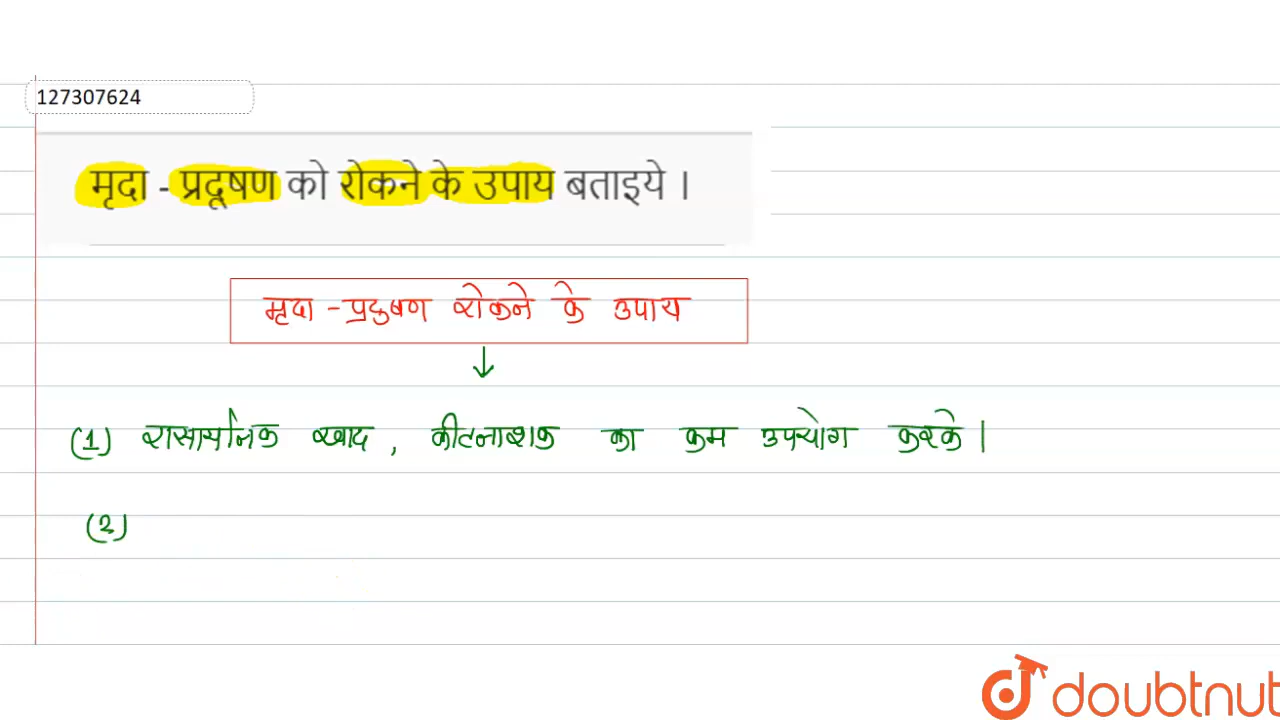 127307624
मृदा - प्रदूषण को रोकने के उपाय बताइये ।
मृदा - प्रदुषण रोकने के उपाय
(1) रासायनिक खाद , कीटनाशक का कम उपयोग करके ।
(2)
doubtnut